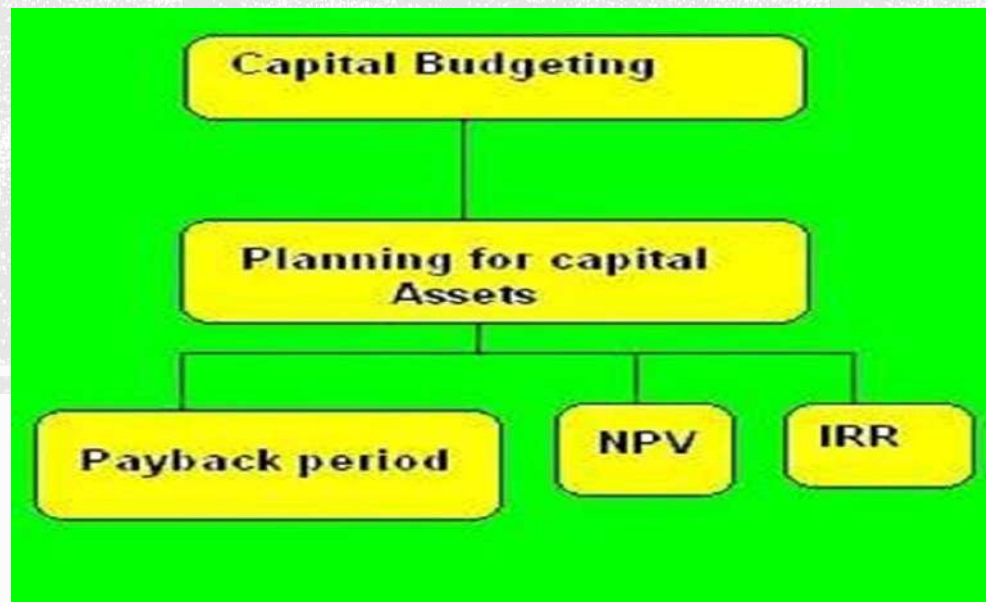 Capital Budgeting
Planning for capital
Assets
Payback period
NPV
IRR